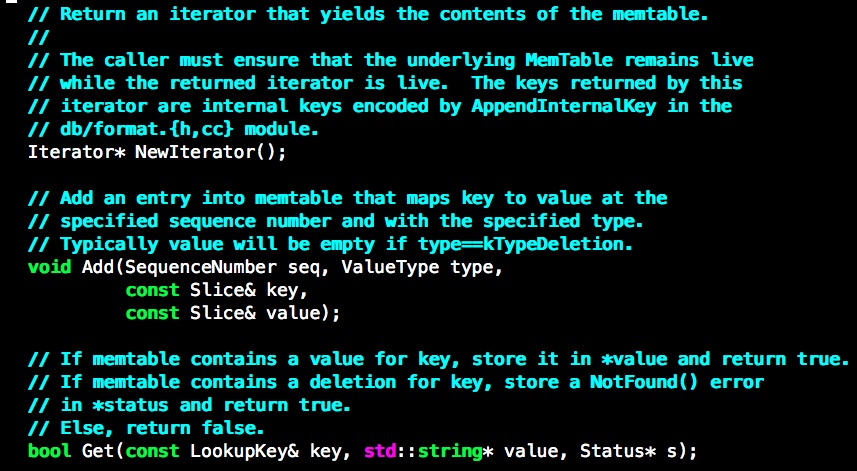 // Return an iterator that yields the contents of the memtable.
//
// The caller must ensure that the underlying MemTable remains live
// while the returned iterator is live.  The keys returned by this
// iterator are internal keys encoded by AppendInternalKey in the
// db/format.{h,cc} module.
Iterator* NewIterator();
// Add an entry into memtable that maps key to value at the
// specified sequence number and with the specified type.
// Typically value will be empty if type==kTypeDeletion.
void Add(SequenceNumber seq, ValueType type,
const Slice& key,
const Slice& value);
// If memtable contains a value for key, store it in *value and return true.
// If memtable contains a deletion for key, store a NotFound() error
// in *status and return true.
// Else, return false.
bool Get(const LookupKey& key, std::string* value, Status* s);